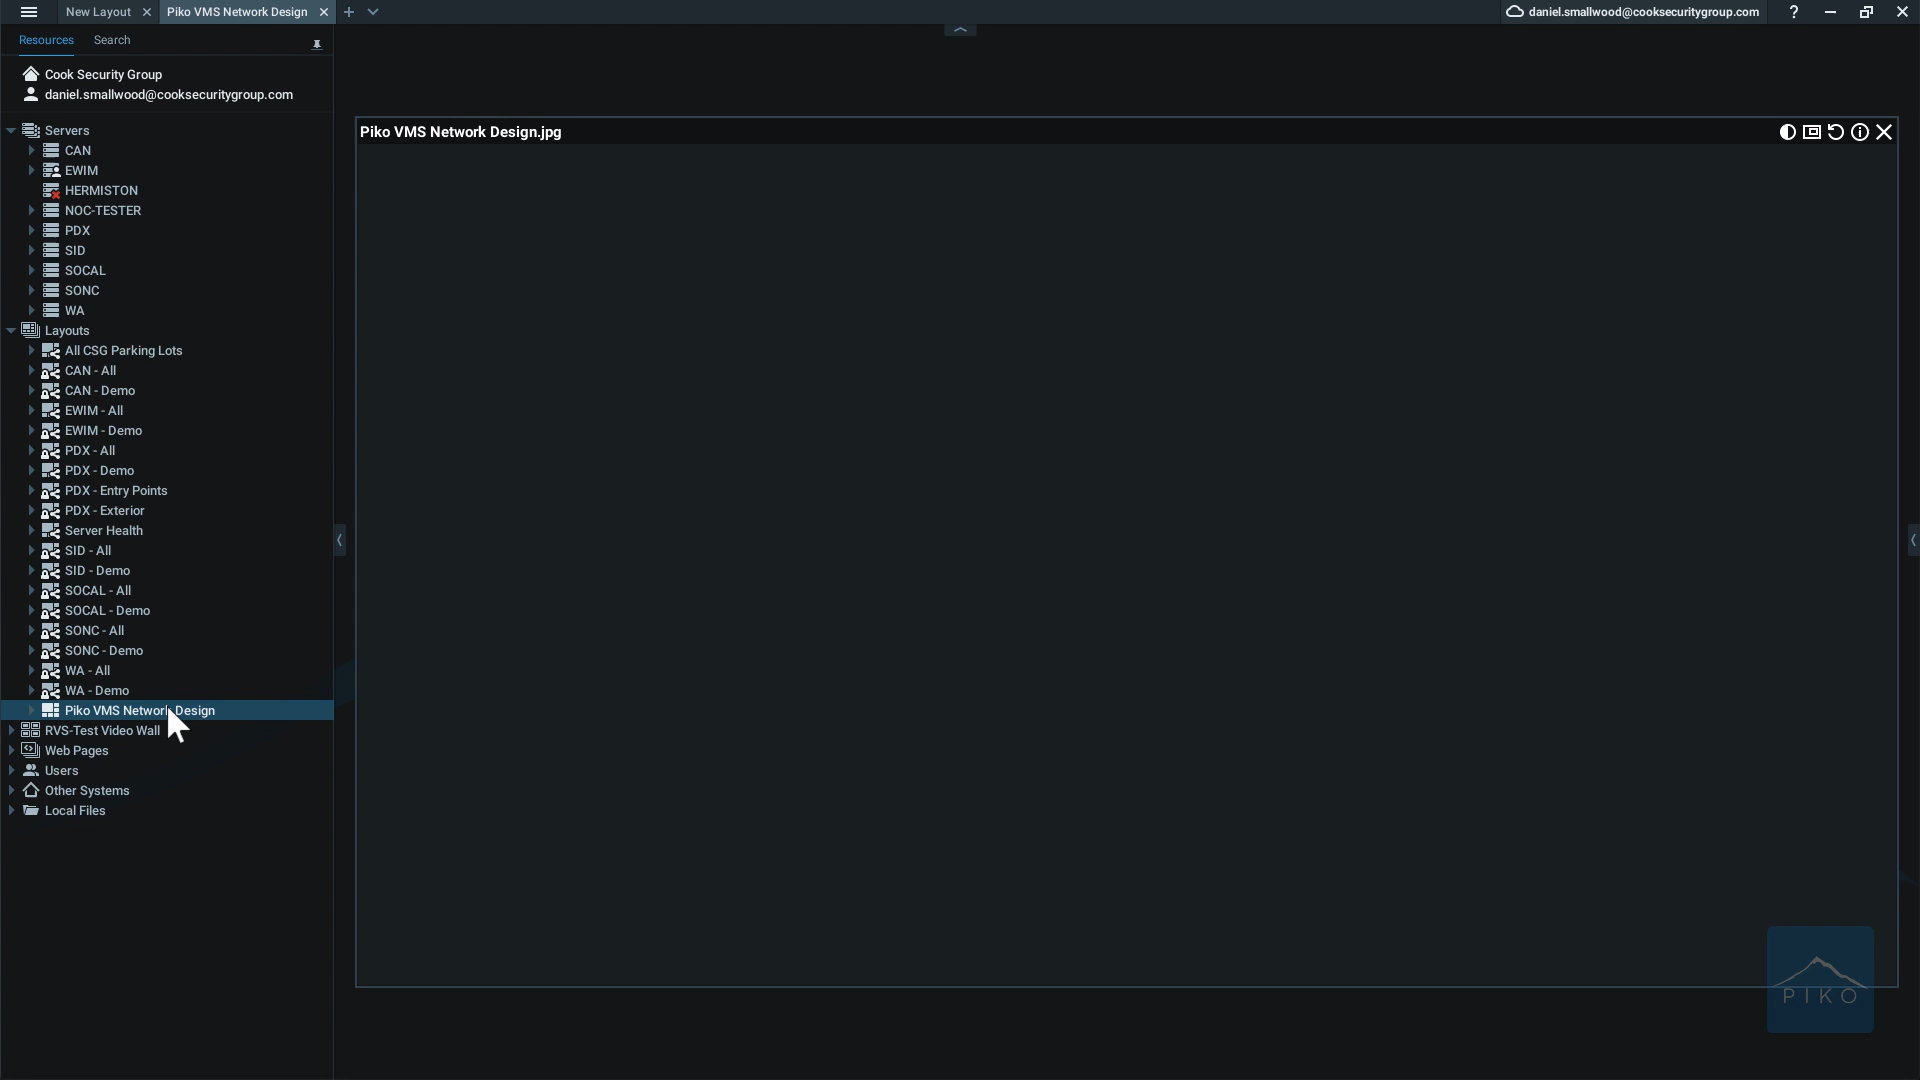 New Layout
Piko VMS Network Design
daniel.smallwood@cooksecuritygroup.com
?
Resources
Search
Cook Security Group
daniel.smallwood@cooksecuritygroup.com
Servers
CAN
EWIM
HERMISTON
NOC-TESTER
PDX
SID
SOCAL
SONC
WA
Layouts
All CSG Parking Lots
CAN - All
CAN - Demo
EWIM - All
EWIM - Demo
PDX - All
PDX - Demo
PDX - Entry Points
PDX - Exterior
Server Health
SID - All
SID - Demo
SOCAL - All
SOCAL - Demo
SONC - All
SONC - Demo
WA - All
WA - Demo
Piko VMS Network Design
RVS-Test Video Wall
Web Pages
Users
Other Systems
Local Files
Piko VMS Network Design.jpg
PIKO